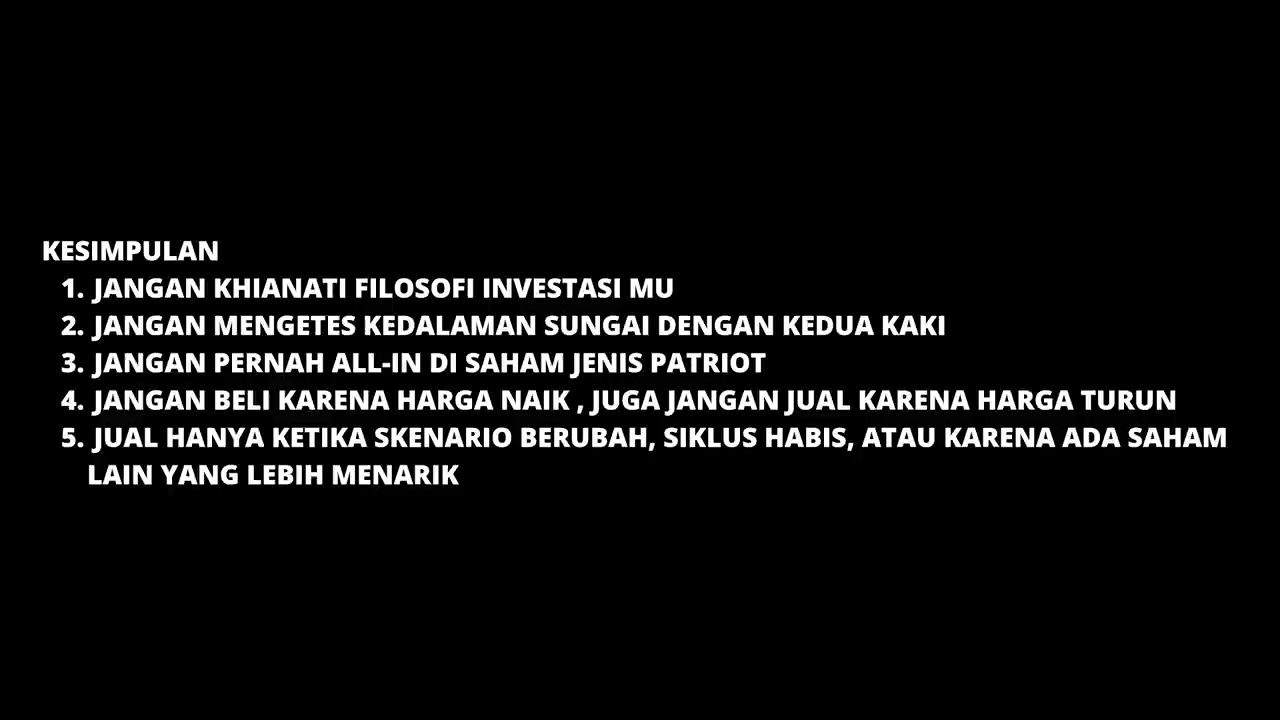 KESIMPULAN
1. JANGAN KHIANATI FILOSOFI INVESTASI MU
2. JANGAN MENGETES KEDALAMAN SUNGAI DENGAN KEDUA KAKI
3. JANGAN PERNAH ALL-IN DI SAHAM JENIS PATRIOT
4. JANGAN BELI KARENA HARGA NAIK , JUGA JANGAN JUAL KARENA HARGA TURUN
5. JUAL HANYA KETIKA SKENARIO BERUBAH, SIKLUS HABIS, ATAU KARENA ADA SAHAM
LAIN YANG LEBIH MENARIK